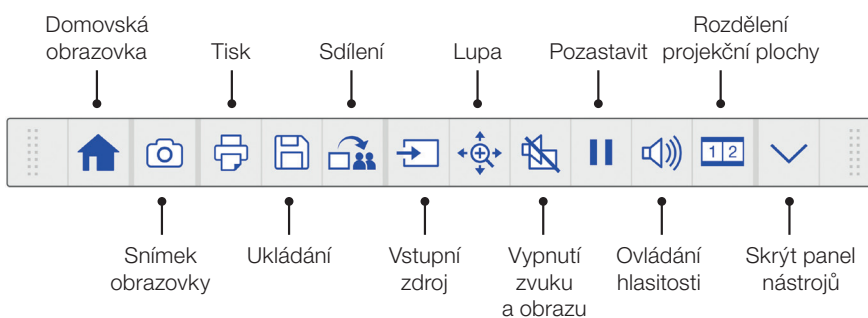 Domovská
obrazovka
Tisk
Sdílení
Lupa
Pozastavit
Rozdělení
projekční plochy
1 2
Snímek
obrazovky
Ukládání
Vstupní
zdroj
Vypnutí
zvuku
a obrazu
Ovládání
hlasitosti
Skrýt panel
nástrojů